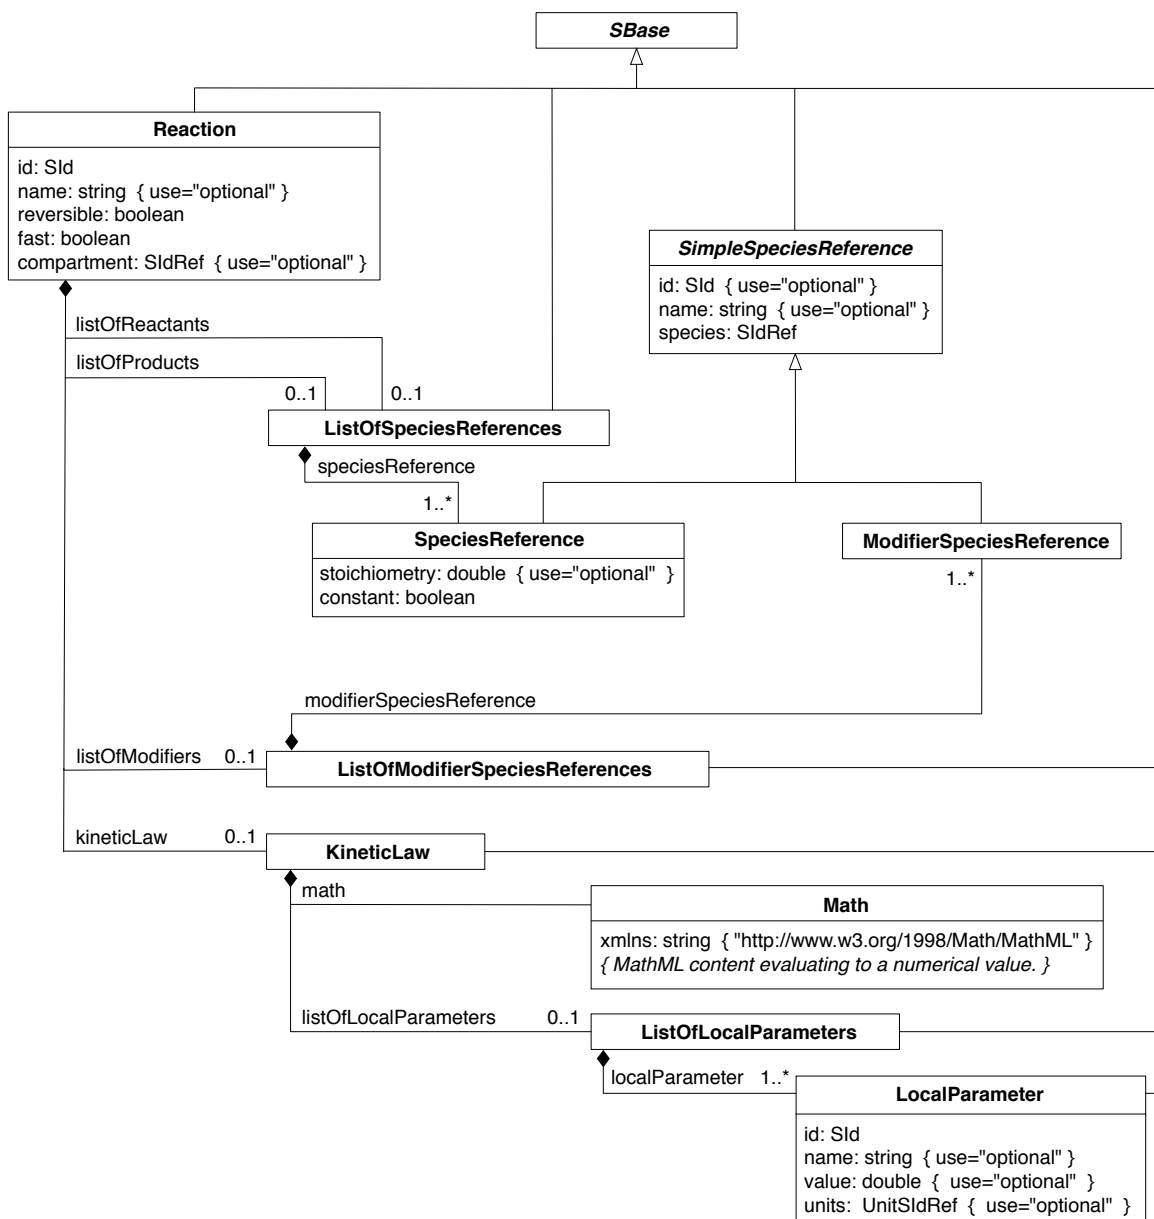 SBase
Reaction
id: SId
name: string { use="optional" }
reversible: boolean
fast: boolean
compartment: SIdRef { use="optional" }
SimpleSpeciesReference
id: SId { use="optional" }
name: string { use="optional" }
species: SIdRef
listOfReactants
listOfProducts
0..1
0..1
ListOfSpeciesReferences
speciesReference
1..*
SpeciesReference
stoichiometry: double { use="optional" }
constant: boolean
ModifierSpeciesReference
1..*
modifierSpeciesReference
listOfModifiers 0..1
ListOfModifierSpeciesReferences
kineticLaw 0..1
KineticLaw
math
Math
xmlns: string { "http://www.w3.org/1998/Math/MathML" }
{ MathML content evaluating to a numerical value. }
listOfLocalParameters 0..1
ListOfLocalParameters
localParameter 1..*
LocalParameter
id: SId
name: string { use="optional" }
value: double { use="optional" }
units: UnitSIdRef { use="optional" }